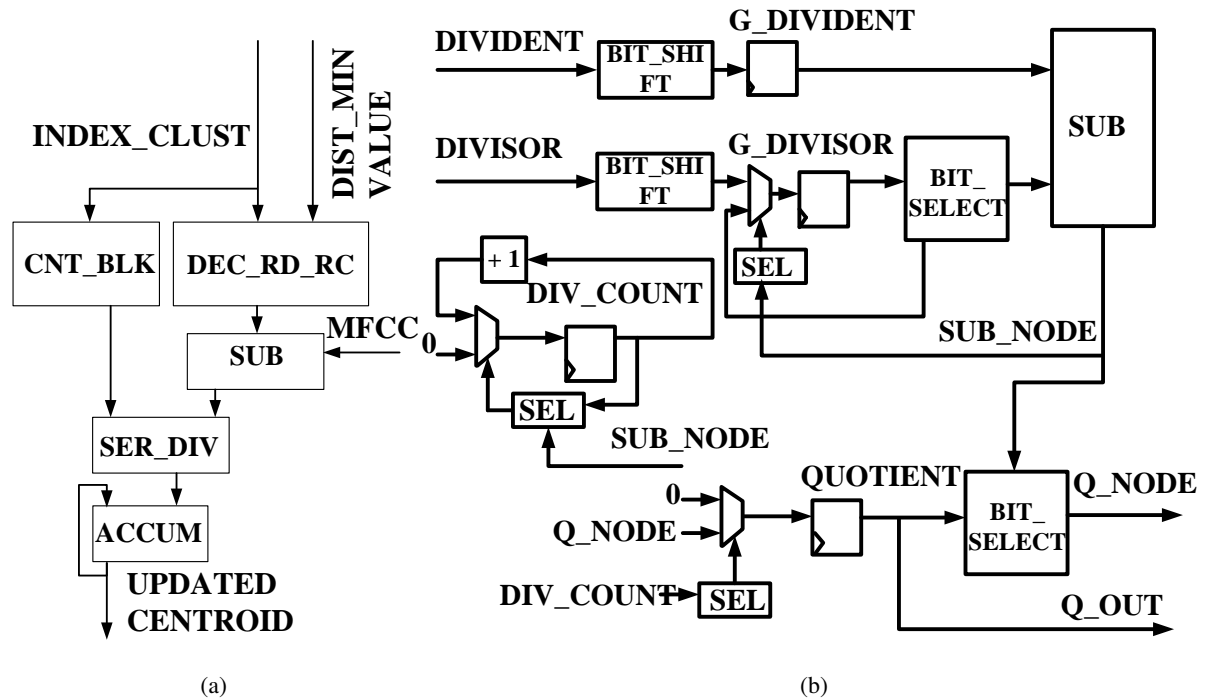 INDEX_CLUST
DIST_MIN
VALUE
CNT_BLK
DEC_RD_RC
SUB
MFCC
SER_DIV
ACCUM
UPDATED
CENTROID
(a)
DIVIDENT
BIT_SHI
FT
G_DIVIDENT
SUB
DIVISOR
BIT_SHI
FT
G_DIVISOR
BIT_
SELECT
SEL
SUB_NODE
+ 1
DIV_COUNT
0
SEL
SUB_NODE
0
Q_NODE
DIV_COUNT
SEL
QUOTIENT
BIT_
SELECT
Q_NODE
Q_OUT
(b)